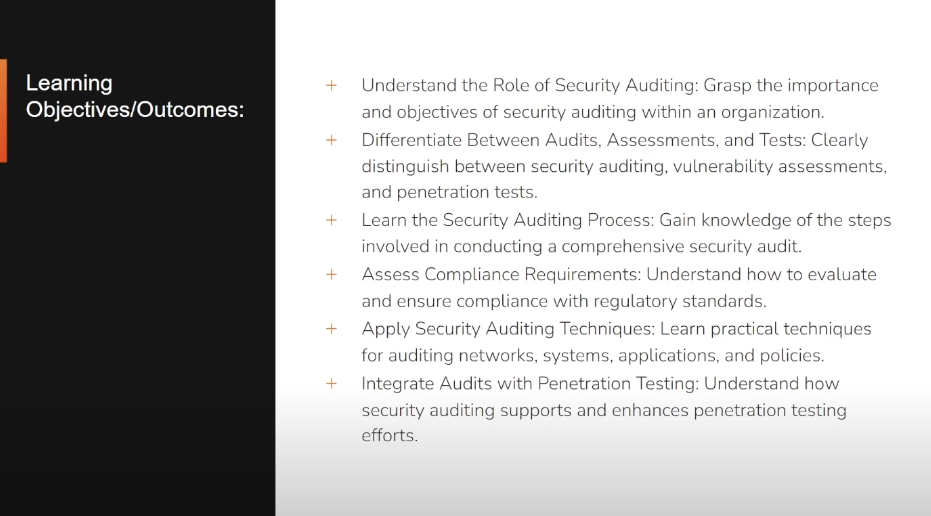 Learning
Objectives/Outcomes:
+ Understand the Role of Security Auditing: Grasp the importance
and objectives of security auditing within an organization.
+ Differentiate Between Audits, Assessments, and Tests: Clearly
distinguish between security auditing, vulnerability assessments,
and penetration tests.
+ Learn the Security Auditing Process: Gain knowledge of the steps
involved in conducting a comprehensive security audit.
+ Assess Compliance Requirements: Understand how to evaluate
and ensure compliance with regulatory standards.
+ Apply Security Auditing Techniques: Learn practical techniques
for auditing networks, systems, applications, and policies.
+ Integrate Audits with Penetration Testing: Understand how
security auditing supports and enhances penetration testing
efforts.